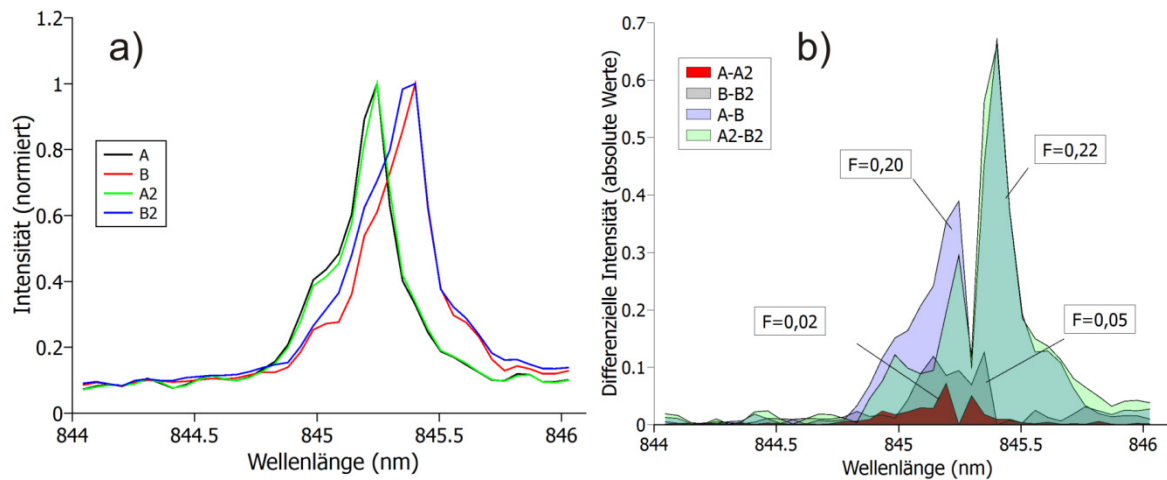 a)
Intensität (normiert)
1.2
1
0.8
0.6
0.4
0.2
0
A
B
A2
B2
844
844.5
845
845.5
846
Wellenlänge (nm)
b)
Differenzielle Intensität (absolute Werte)
0.7
0.6
0.5
0.4
0.3
0.2
0.1
0
A-A2
B-B2
A-B
A2-B2
F=0,20
F=0,22
F=0,02
F=0,05
844
844.5
845
845.5
846
Wellenlänge (nm)